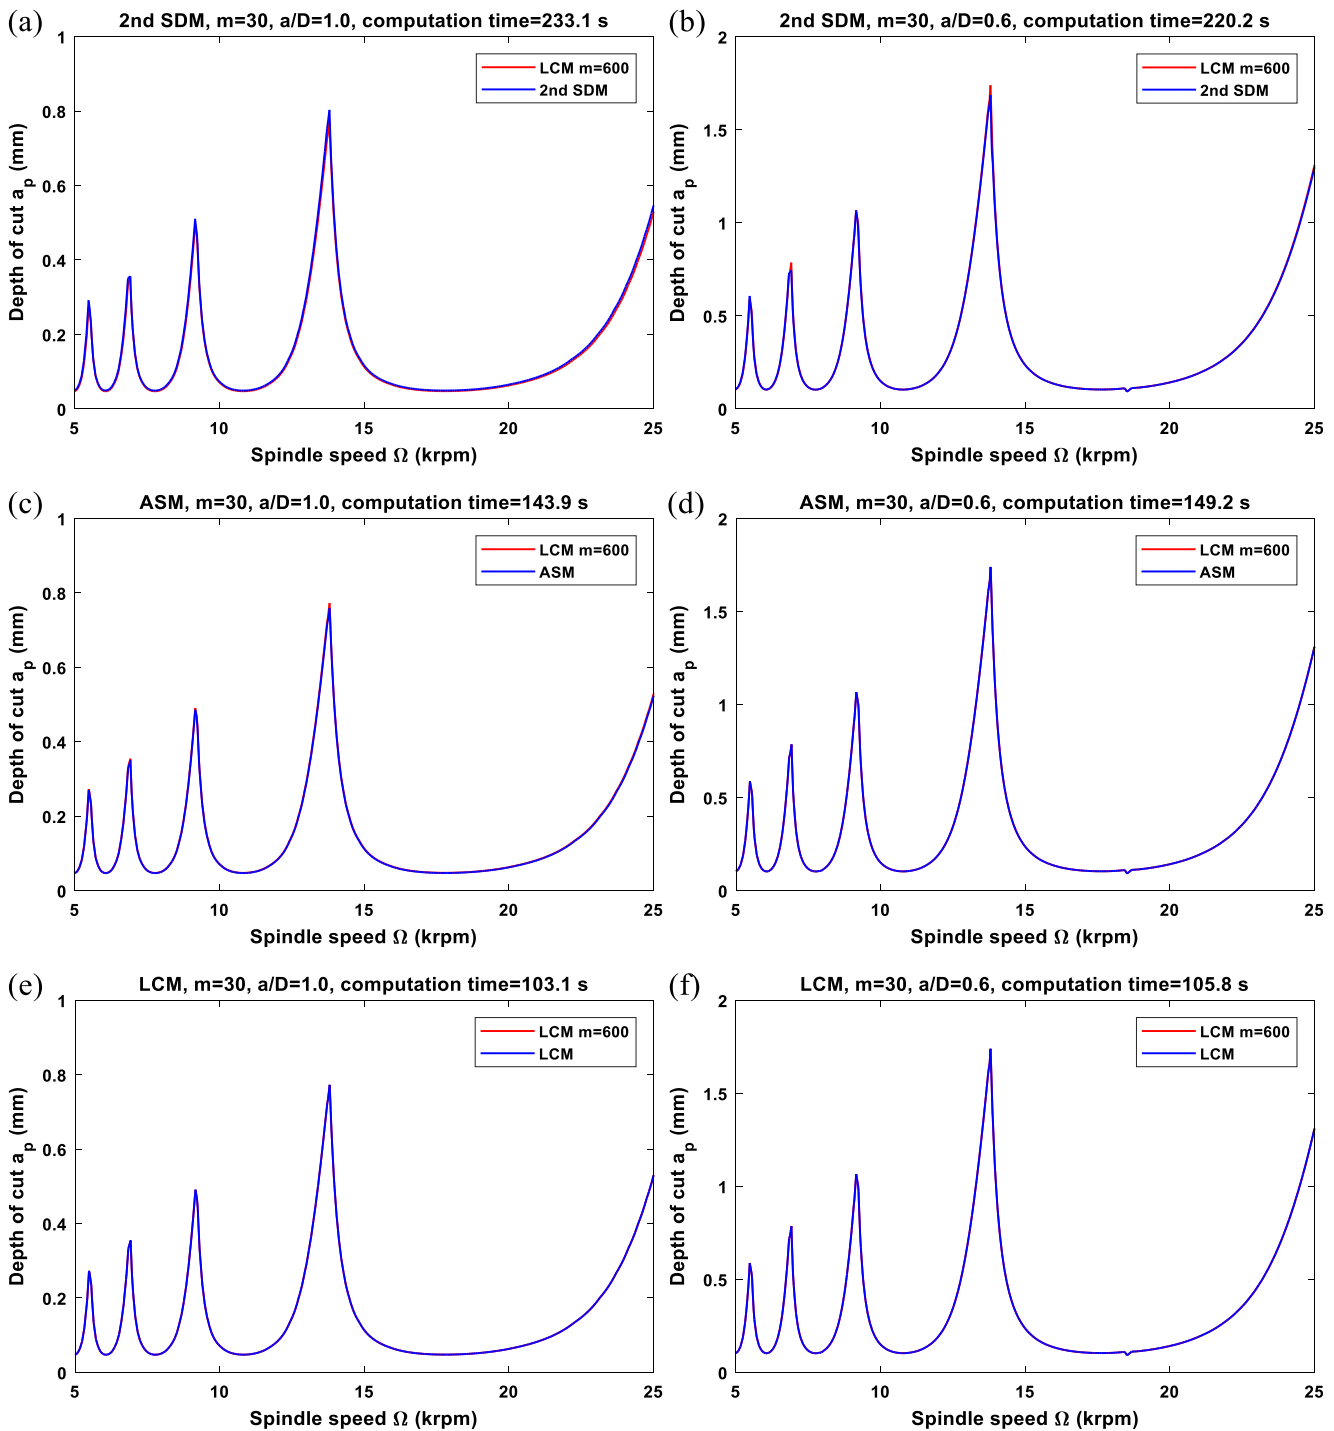 (a)
2nd SDM, m=30, a/D=1.0, computation time=233.1 s
LCM m=600
2nd SDM
Depth of cut a_p (mm)
1
0.8
0.6
0.4
0.2
0
5 10 15 20 25
Spindle speed Ω (krpm)
(b)
2nd SDM, m=30, a/D=0.6, computation time=220.2 s
LCM m=600
2nd SDM
Depth of cut a_p (mm)
2
1.5
1
0.5
0
5 10 15 20 25
Spindle speed Ω (krpm)
(c)
ASM, m=30, a/D=1.0, computation time=143.9 s
LCM m=600
ASM
Depth of cut a_p (mm)
1
0.8
0.6
0.4
0.2
0
5 10 15 20 25
Spindle speed Ω (krpm)
(d)
ASM, m=30, a/D=0.6, computation time=149.2 s
LCM m=600
ASM
Depth of cut a_p (mm)
2
1.5
1
0.5
0
5 10 15 20 25
Spindle speed Ω (krpm)
(e)
LCM, m=30, a/D=1.0, computation time=103.1 s
LCM m=600
LCM
Depth of cut a_p (mm)
1
0.8
0.6
0.4
0.2
0
5 10 15 20 25
Spindle speed Ω (krpm)
(f)
LCM, m=30, a/D=0.6, computation time=105.8 s
LCM m=600
LCM
Depth of cut a_p (mm)
2
1.5
1
0.5
0
5 10 15 20 25
Spindle speed Ω (krpm)